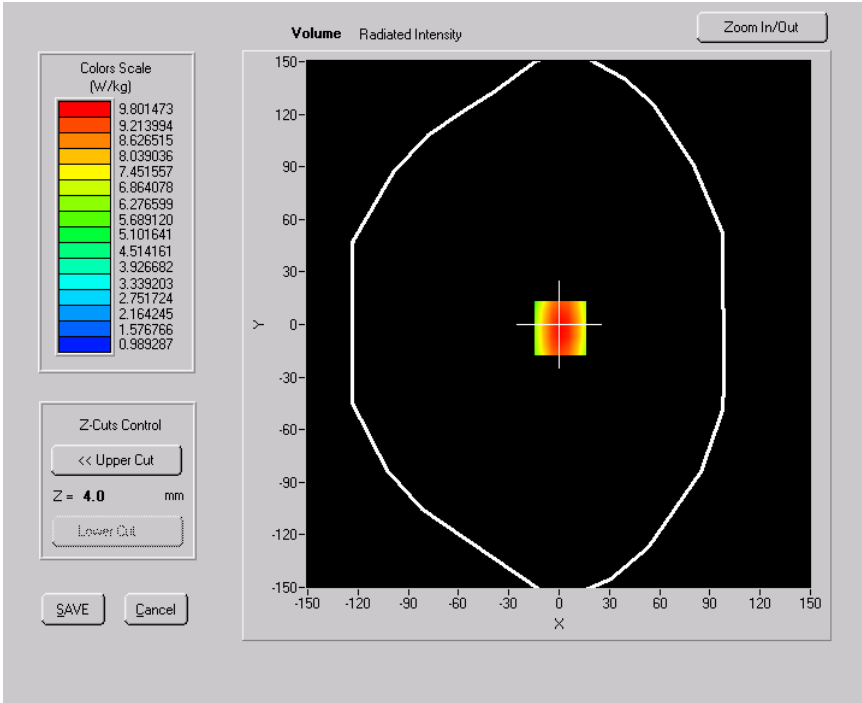 Volume Radiated Intensity
Zoom In/Out
Colors Scale
(W/kg)
9.801473
9.213994
8.626515
8.039036
7.451557
6.864078
6.276599
5.689120
5.101641
4.514161
3.926682
3.339203
2.751724
2.164245
1.576766
0.989287
Z-Cuts Control
<< Upper Cut
Z = 4.0 mm
Lower Cut
SAVE Cancel
150
120
90
60
30
0
-30
-60
-90
-120
-150
Y
-150 -120 -90 -60 -30 0 30 60 90 120 150
X